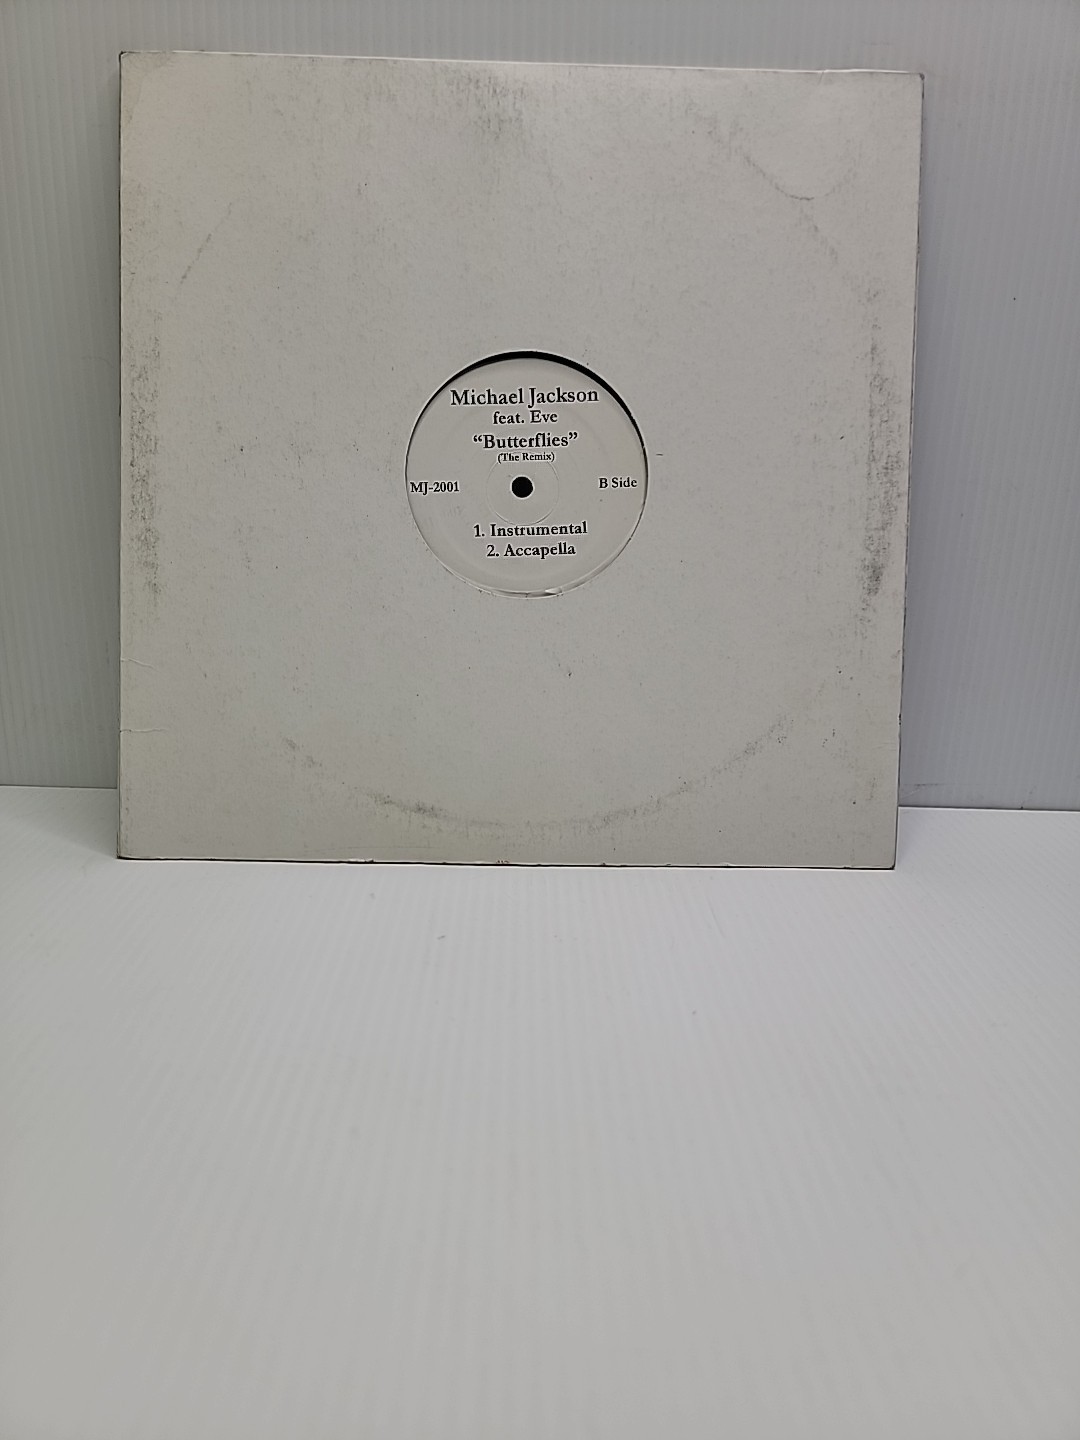 Michael Jackson
feat. Eve
“Butterflies”
(The Remix)
MJ-2001
B Side
1. Instrumental
2. Accapella